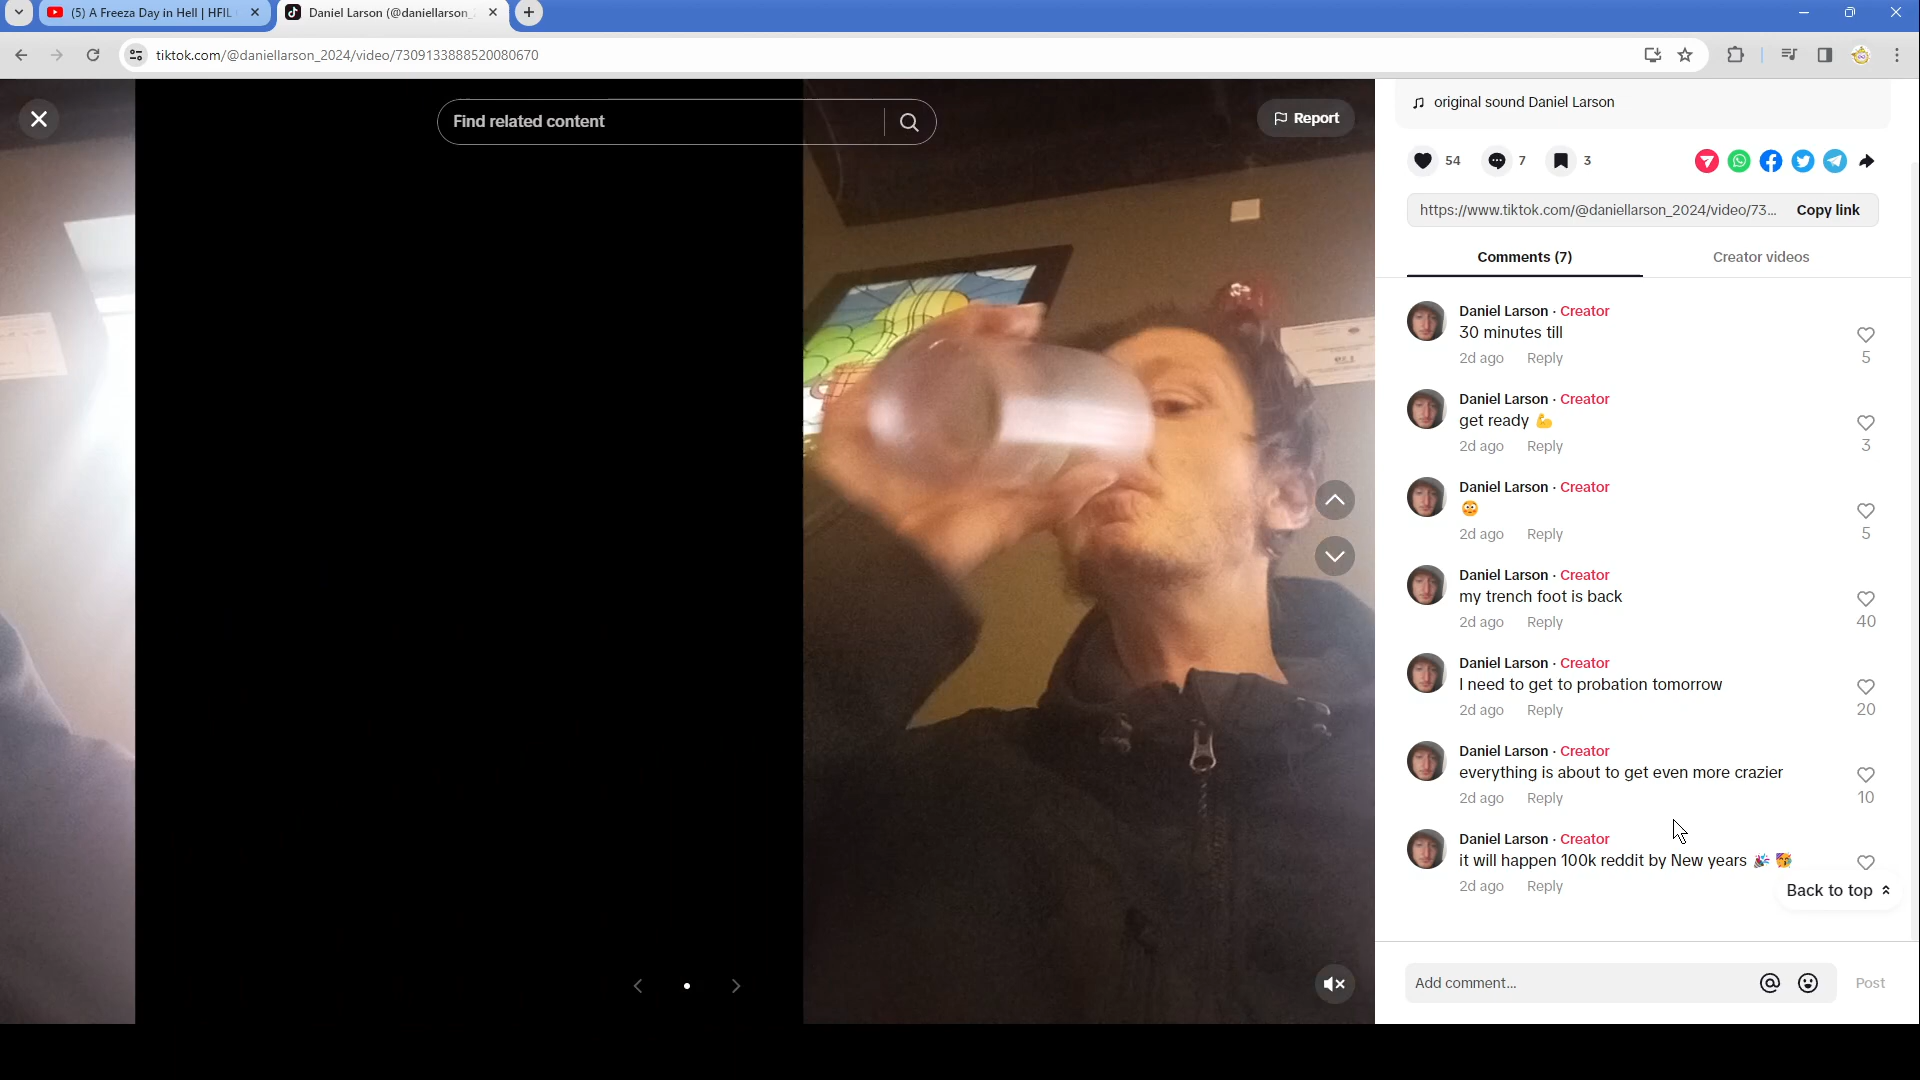 (5) A Freeza Day in Hell | HFIL
Daniel Larson (@daniellarson_
tiktok.com/@daniellarson_2024/video/7309133888520080670
Find related content
Report
original sound Daniel Larson
54
7
3
https://www.tiktok.com/@daniellarson_2024/video/73...
Copy link
Comments (7)
Creator videos
Daniel Larson · Creator
30 minutes till
2d ago Reply
5
Daniel Larson · Creator
get ready 💪
2d ago Reply
3
Daniel Larson · Creator
😳
2d ago Reply
5
Daniel Larson · Creator
my trench foot is back
2d ago Reply
40
Daniel Larson · Creator
I need to get to probation tomorrow
2d ago Reply
20
Daniel Larson · Creator
everything is about to get even more crazier
2d ago Reply
10
Daniel Larson · Creator
it will happen 100k reddit by New years 🎉 🥳
2d ago Reply
Back to top
Add comment...
Post